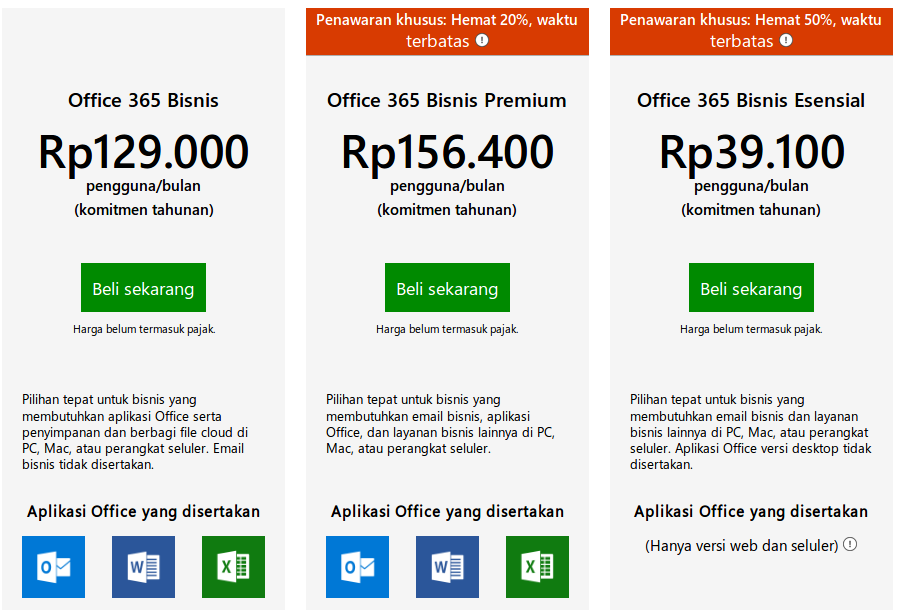 Office 365 Bisnis
Rp129.000
pengguna/bulan
(komitmen tahunan)
Beli sekarang
Harga belum termasuk pajak.
Pilihan tepat untuk bisnis yang
membutuhkan aplikasi Office serta
penyimpanan dan berbagi file cloud di
PC, Mac, atau perangkat seluler. Email
bisnis tidak disertakan.
Aplikasi Office yang disertakan
O
W
X
Penawaran khusus: Hemat 20%, waktu
terbatas
Office 365 Bisnis Premium
Rp156.400
pengguna/bulan
(komitmen tahunan)
Beli sekarang
Harga belum termasuk pajak.
Pilihan tepat untuk bisnis yang
membutuhkan email bisnis, aplikasi
Office, dan layanan bisnis lainnya di PC,
Mac, atau perangkat seluler.
Aplikasi Office yang disertakan
O
W
X
Penawaran khusus: Hemat 50%, waktu
terbatas
Office 365 Bisnis Esensial
Rp39.100
pengguna/bulan
(komitmen tahunan)
Beli sekarang
Harga belum termasuk pajak.
Pilihan tepat untuk bisnis yang
membutuhkan email bisnis dan layanan
bisnis lainnya di PC, Mac, atau perangkat
seluler. Aplikasi Office versi desktop tidak
disertakan.
Aplikasi Office yang disertakan
(Hanya versi web dan seluler)